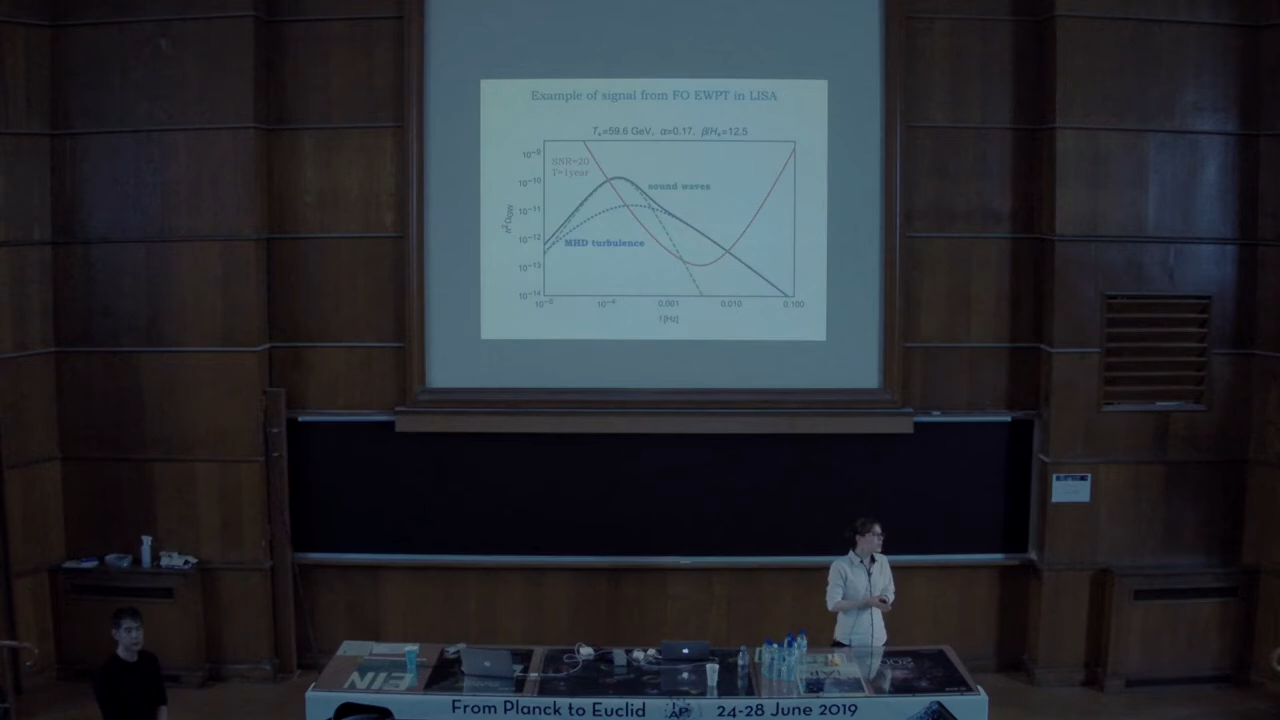 Example of signal from FO EWPT in LISA
T*=59.6 GeV, α=0.17, β/H*=12.5
10⁻⁹
SNR=20
T=1year
10⁻¹⁰
sound waves
10⁻¹¹
h²Ω_GW
10⁻¹²
MHD turbulence
10⁻¹³
10⁻¹⁴
10⁻⁵ 10⁻⁴ 0.001 0.010 0.100
f [Hz]
EIN
From Planck to Euclid 24-28 June 2019